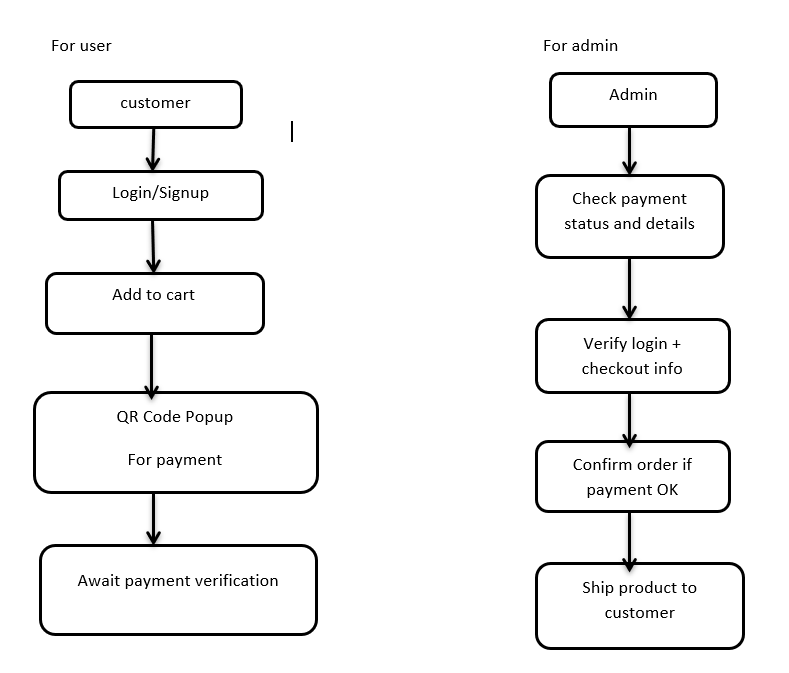 For user
customer
Login/Signup
Add to cart
QR Code Popup
For payment
Await payment verification
For admin
Admin
Check payment
status and details
Verify login +
checkout info
Confirm order if
payment OK
Ship product to
customer